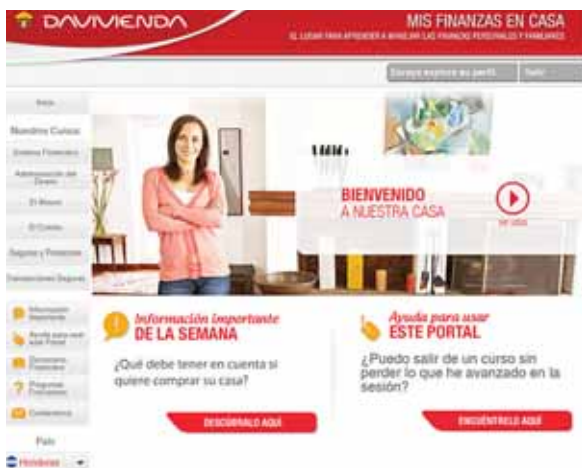 DAVIVIENDA
MIS FINANZAS EN CASA
EL LUGAR PARA APRENDER A MANEJAR LAS FINANZAS PERSONALES Y FAMILIARES
Salir
Inicio
Nuestros Cursos
Sistema Financiero
Administración del Dinero
El Ahorro
El Crédito
Seguros y Pensiones
Transacciones Seguras
BIENVENIDO
A NUESTRA CASA
Ver video
Información Importante
Ayuda para usar este Portal
Diccionario Financiero
Preguntas Frecuentes
Contáctenos
País
Honduras
Información importante
DE LA SEMANA
¿Qué debe tener en cuenta si
quiere comprar su casa?
DESCÚBRALO AQUÍ
Ayuda para usar
ESTE PORTAL
¿Puedo salir de un curso sin
perder lo que he avanzado en la
sesión?
ENCUÉNTRELO AQUÍ